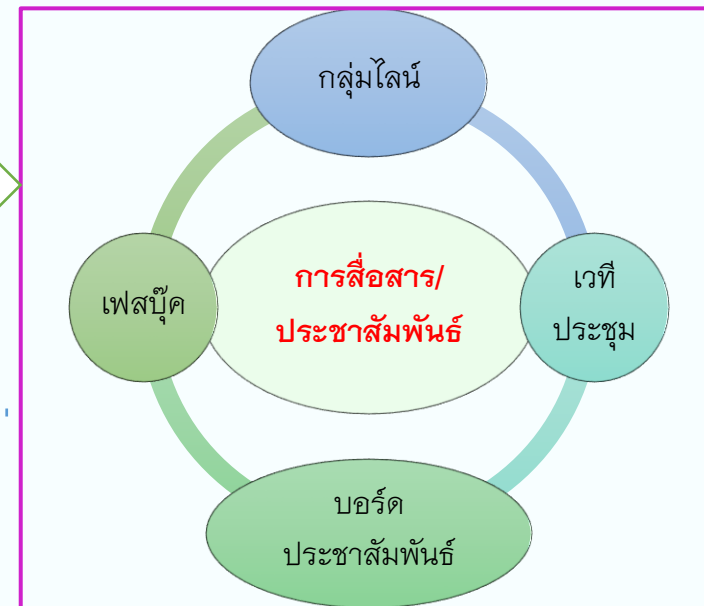 กลุ่มไลน์
การสื่อสาร/
ประชาสัมพันธ์
เฟสบุ๊ค
เวที
ประชุม
บอร์ด
ประชาสัมพันธ์